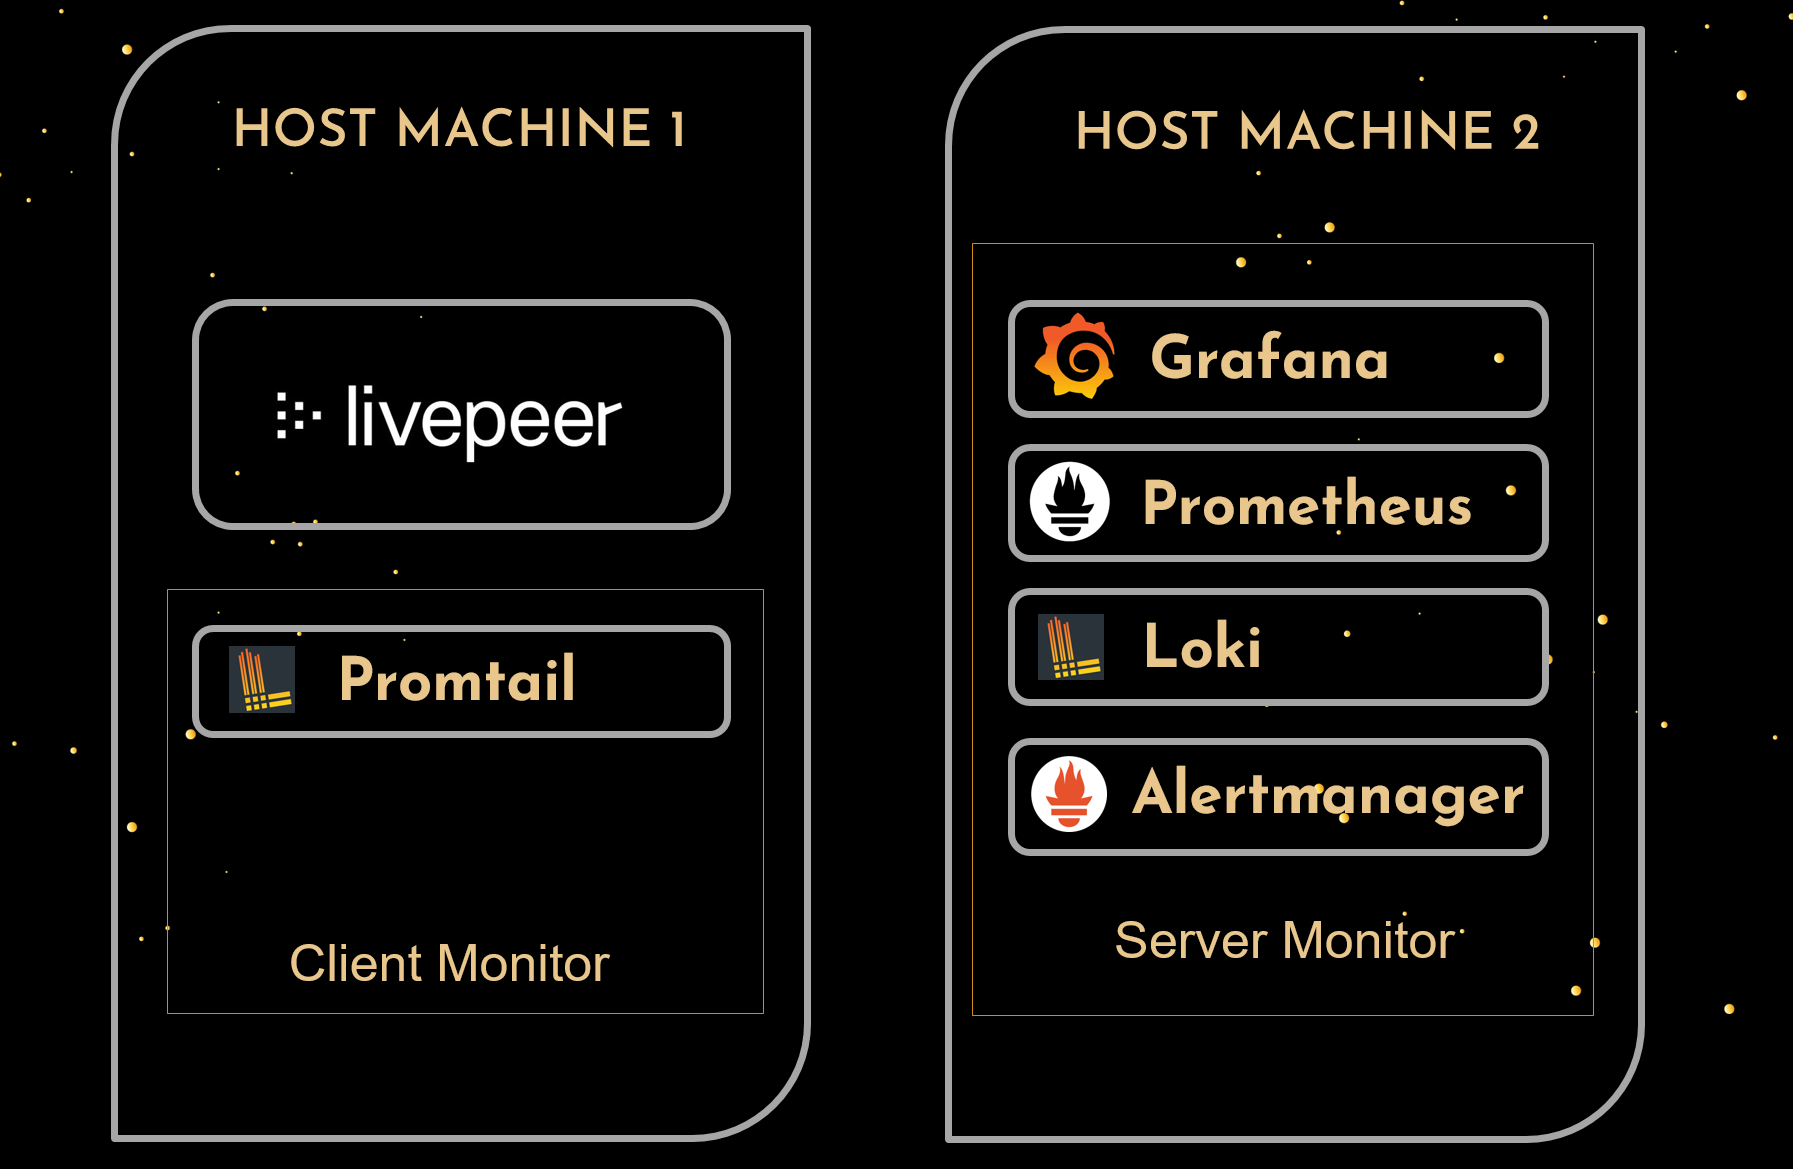 HOST MACHINE 1
livepeer
Promtail
Client Monitor
HOST MACHINE 2
Grafana
Prometheus
Loki
Alertmanager
Server Monitor